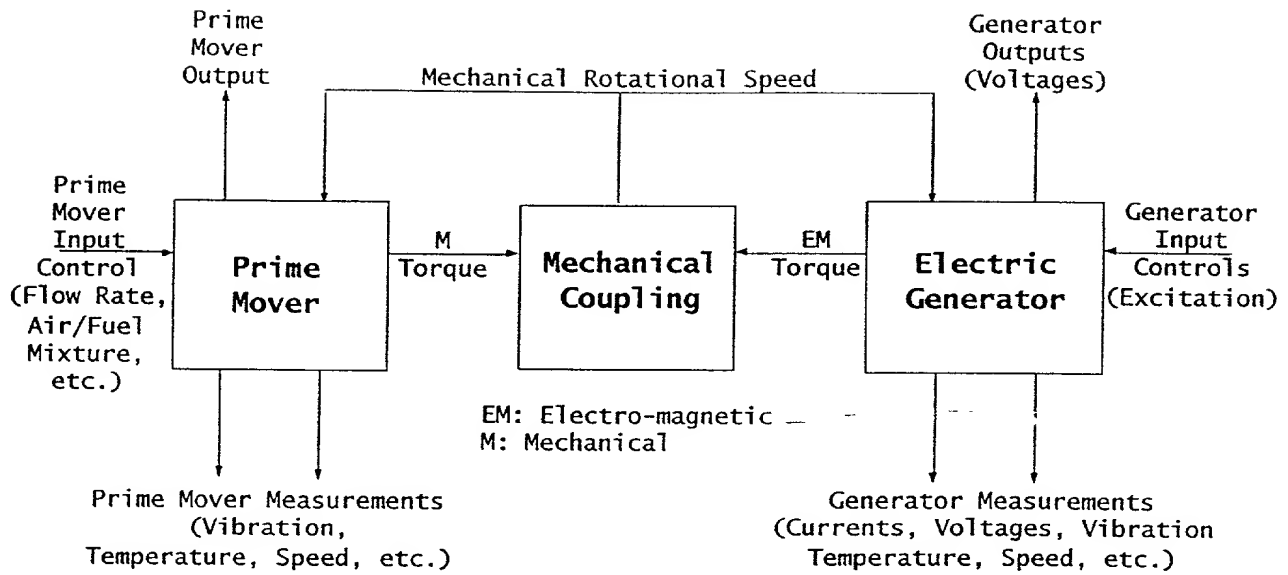 Prime
Mover
Output
Generator
Outputs
(Voltages)
Mechanical Rotational Speed
Prime
Mover
Input
Control
(Flow Rate,
Air/Fuel
Mixture,
etc.)
Prime
Mover
M
Torque
Mechanical
Coupling
EM
Torque
Electric
Generator
Generator
Input
Controls
(Excitation)
EM: Electro-magnetic
M: Mechanical
Prime Mover Measurements
(Vibration,
Temperature, Speed, etc.)
Generator Measurements
(Currents, Voltages, Vibration
Temperature, Speed, etc.)